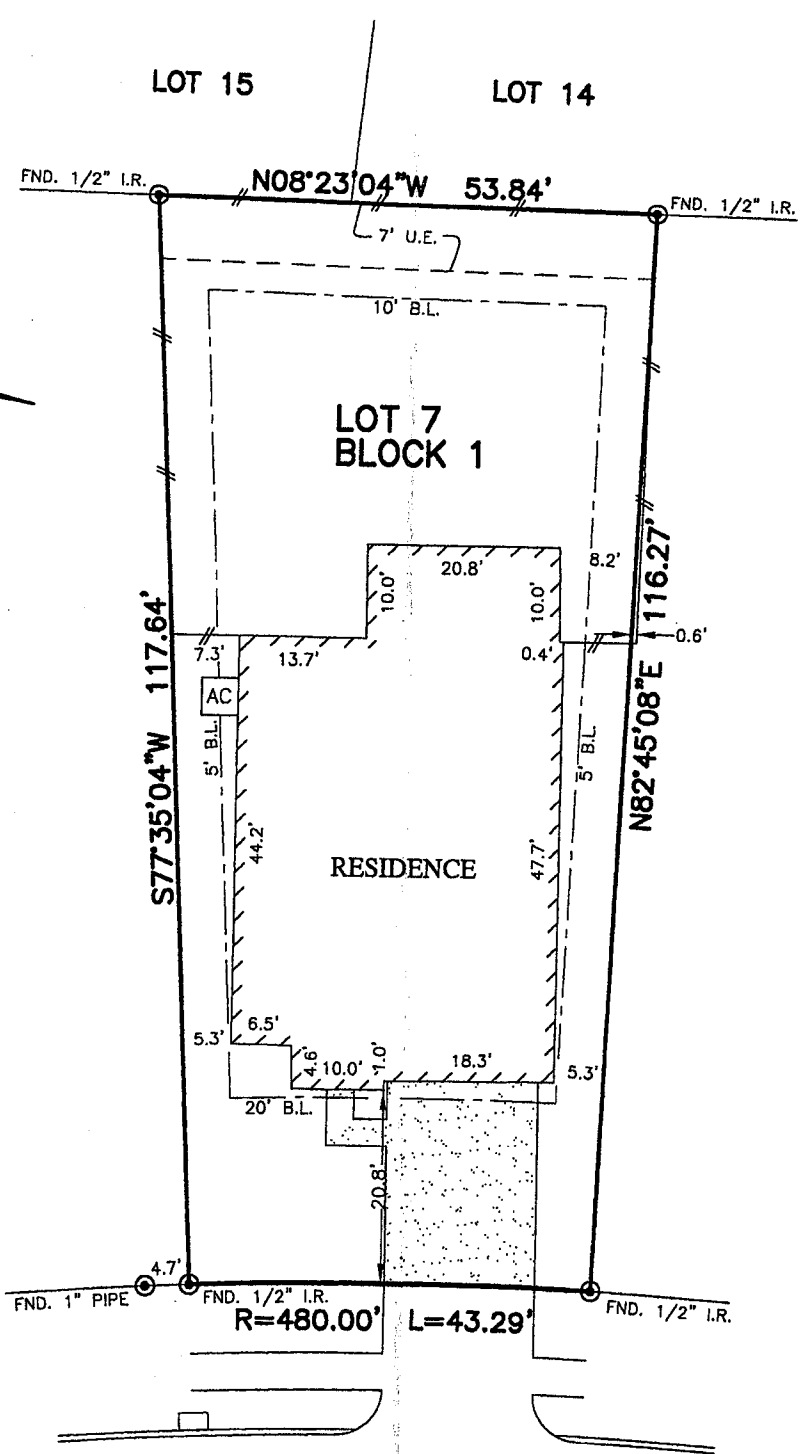 LOT 15
LOT 14
FND. 1/2" I.R.
N08°23'04"W 53.84'
FND. 1/2" I.R.
7' U.E.
10' B.L.
LOT 7
BLOCK 1
20.8'
8.2'
10.0'
10.0'
S77°35'04"W 117.64'
N82°45'08"E 116.27'
0.6'
7.3'
13.7'
0.4'
AC
5' B.L.
5' B.L.
44.2'
47.7'
RESIDENCE
5.3'
6.5'
4.6'
10.0'
1.0'
18.3'
5.3'
20' B.L.
20.8'
4.7'
FND. 1" PIPE
FND. 1/2" I.R.
FND. 1/2" I.R.
R=480.00' L=43.29'